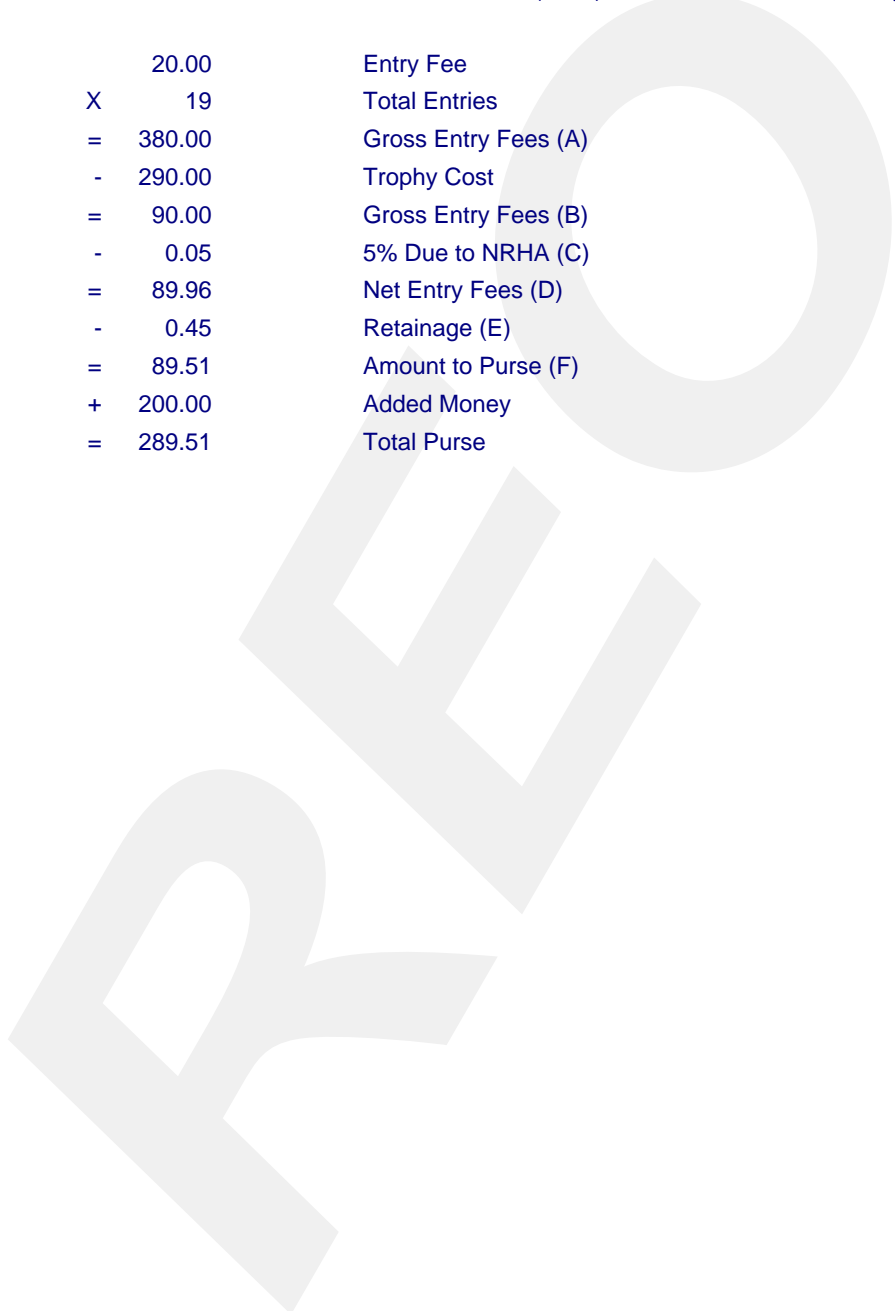 20.00 Entry Fee
X 19 Total Entries
= 380.00 Gross Entry Fees (A)
- 290.00 Trophy Cost
= 90.00 Gross Entry Fees (B)
- 0.05 5% Due to NRHA (C)
= 89.96 Net Entry Fees (D)
- 0.45 Retainage (E)
= 89.51 Amount to Purse (F)
+ 200.00 Added Money
= 289.51 Total Purse
REO